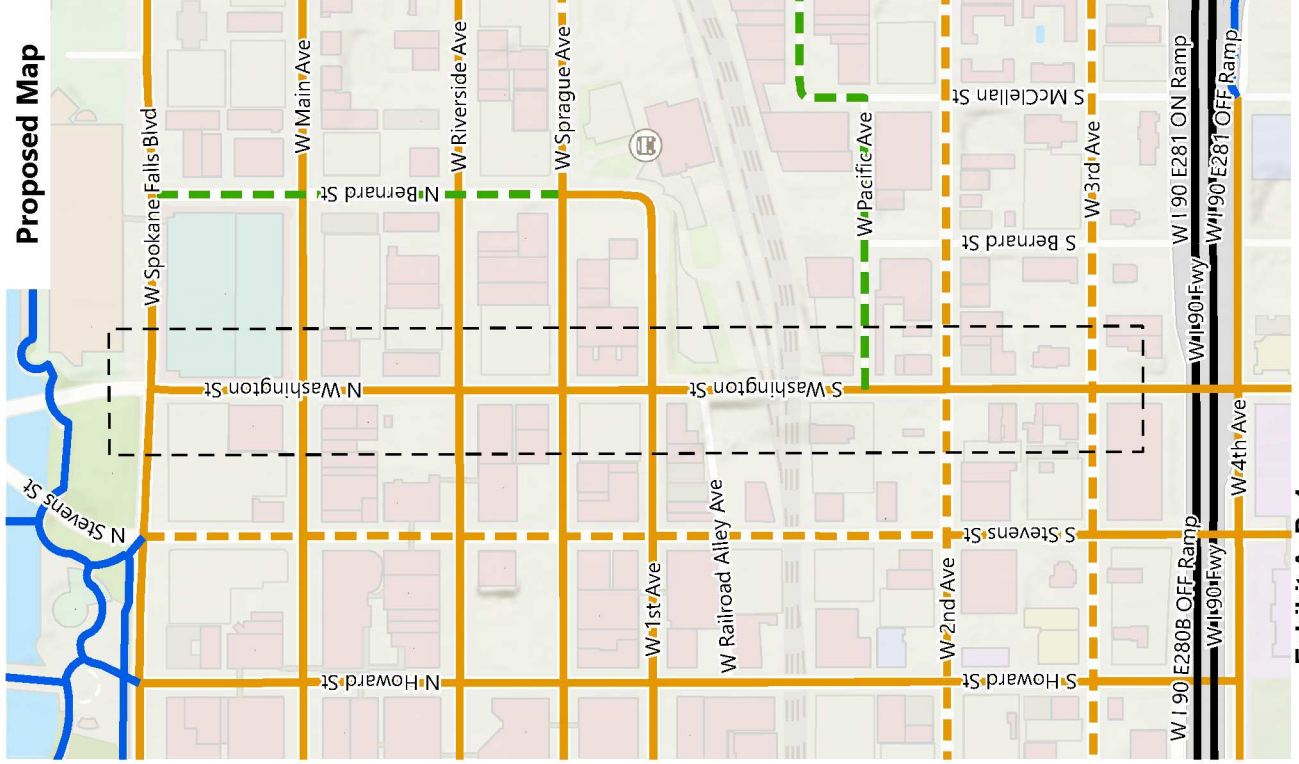 Proposed Map
W Spokane Falls Blvd
W Main Ave
W Riverside Ave
W Sprague Ave
W Pacific Ave
S McClellan St
W 3rd Ave
W I 90 E281 ON Ramp
W I 90 E281 OFF Ramp
N Bernard St
S Bernard St
W I-90 Fwy
N Washington St
S Washington St
S Washington St
W 4th Ave
N Stevens St
S Stevens St
W Railroad Alley Ave
W 1st Ave
W 2nd Ave
W I 90 E280B OFF Ramp
W I-90 Fwy
N Howard St
S Howard St